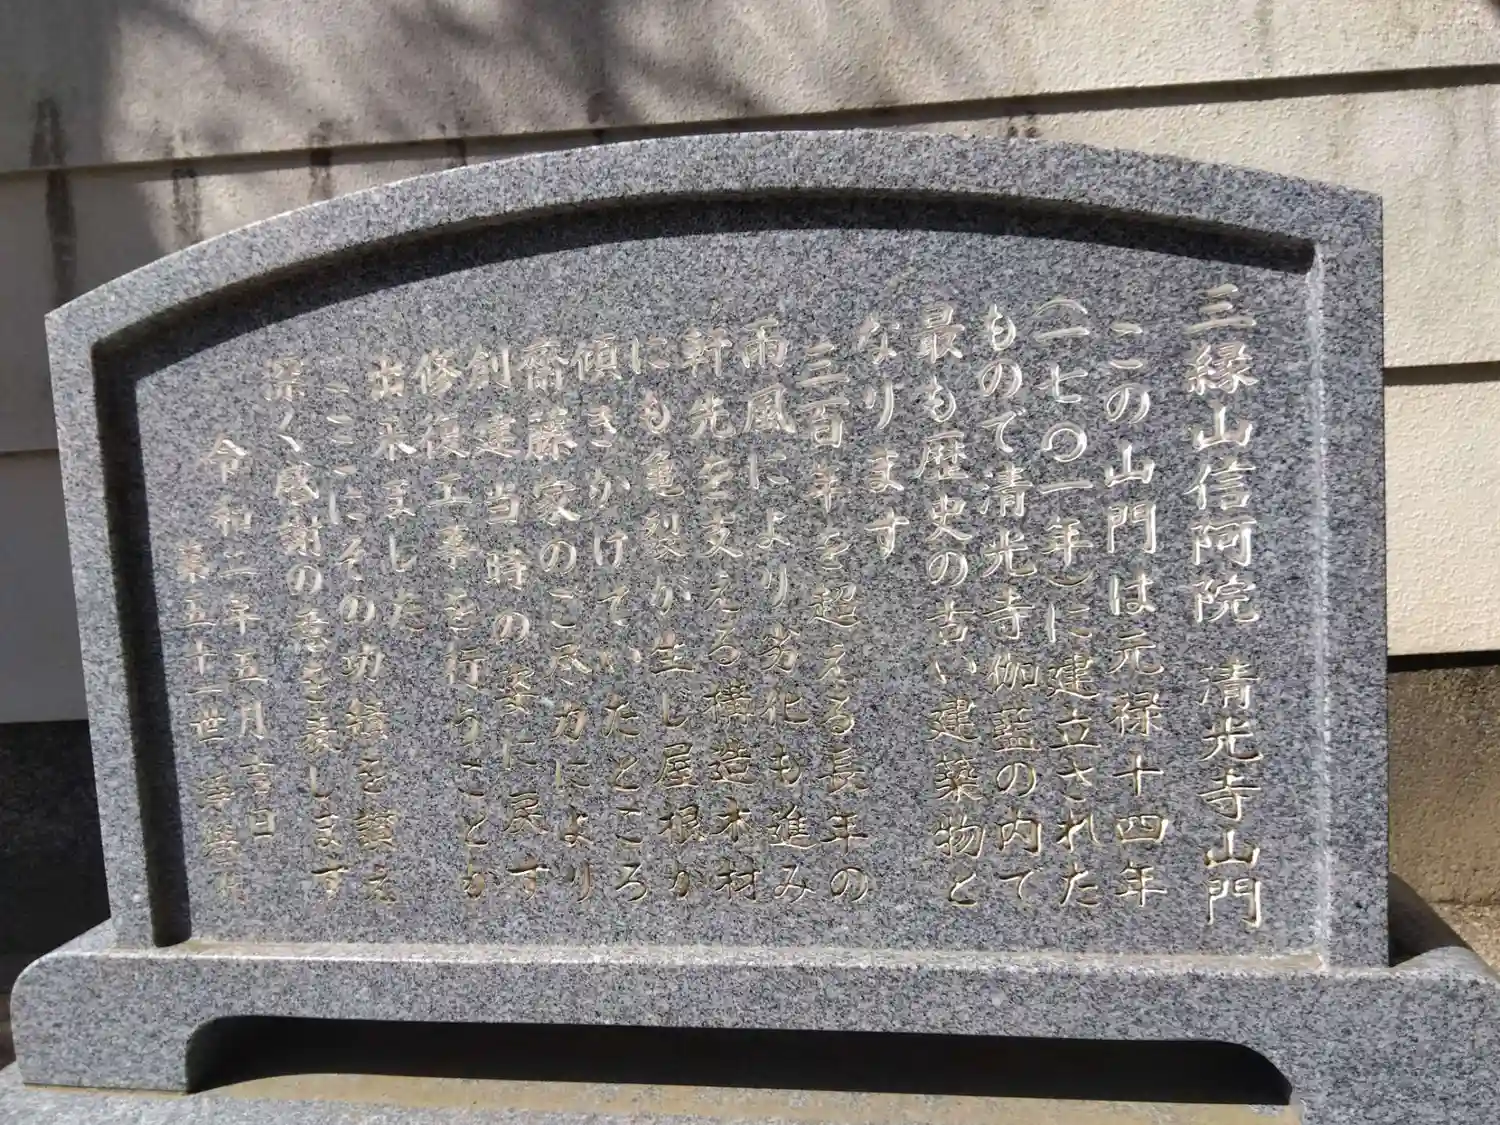 三縁山信阿院 清光寺山門
ここの山門は元禄十四年
(一七〇一年)に建立された
もので清光寺伽藍の内で
最も歴史の古い建築物と
なります
三百年を超える長年の
雨風により劣化も進み
軒先を支える構造木材
にも亀裂が生じ屋根が
傾きかけていたところ
齋藤家のご尽力により
創建当時の姿に戻す
修復工事を行うことが
出来ました
ここにその功績を讃え
深く感謝の意を表します
令和二年五月吉日
第五十一世